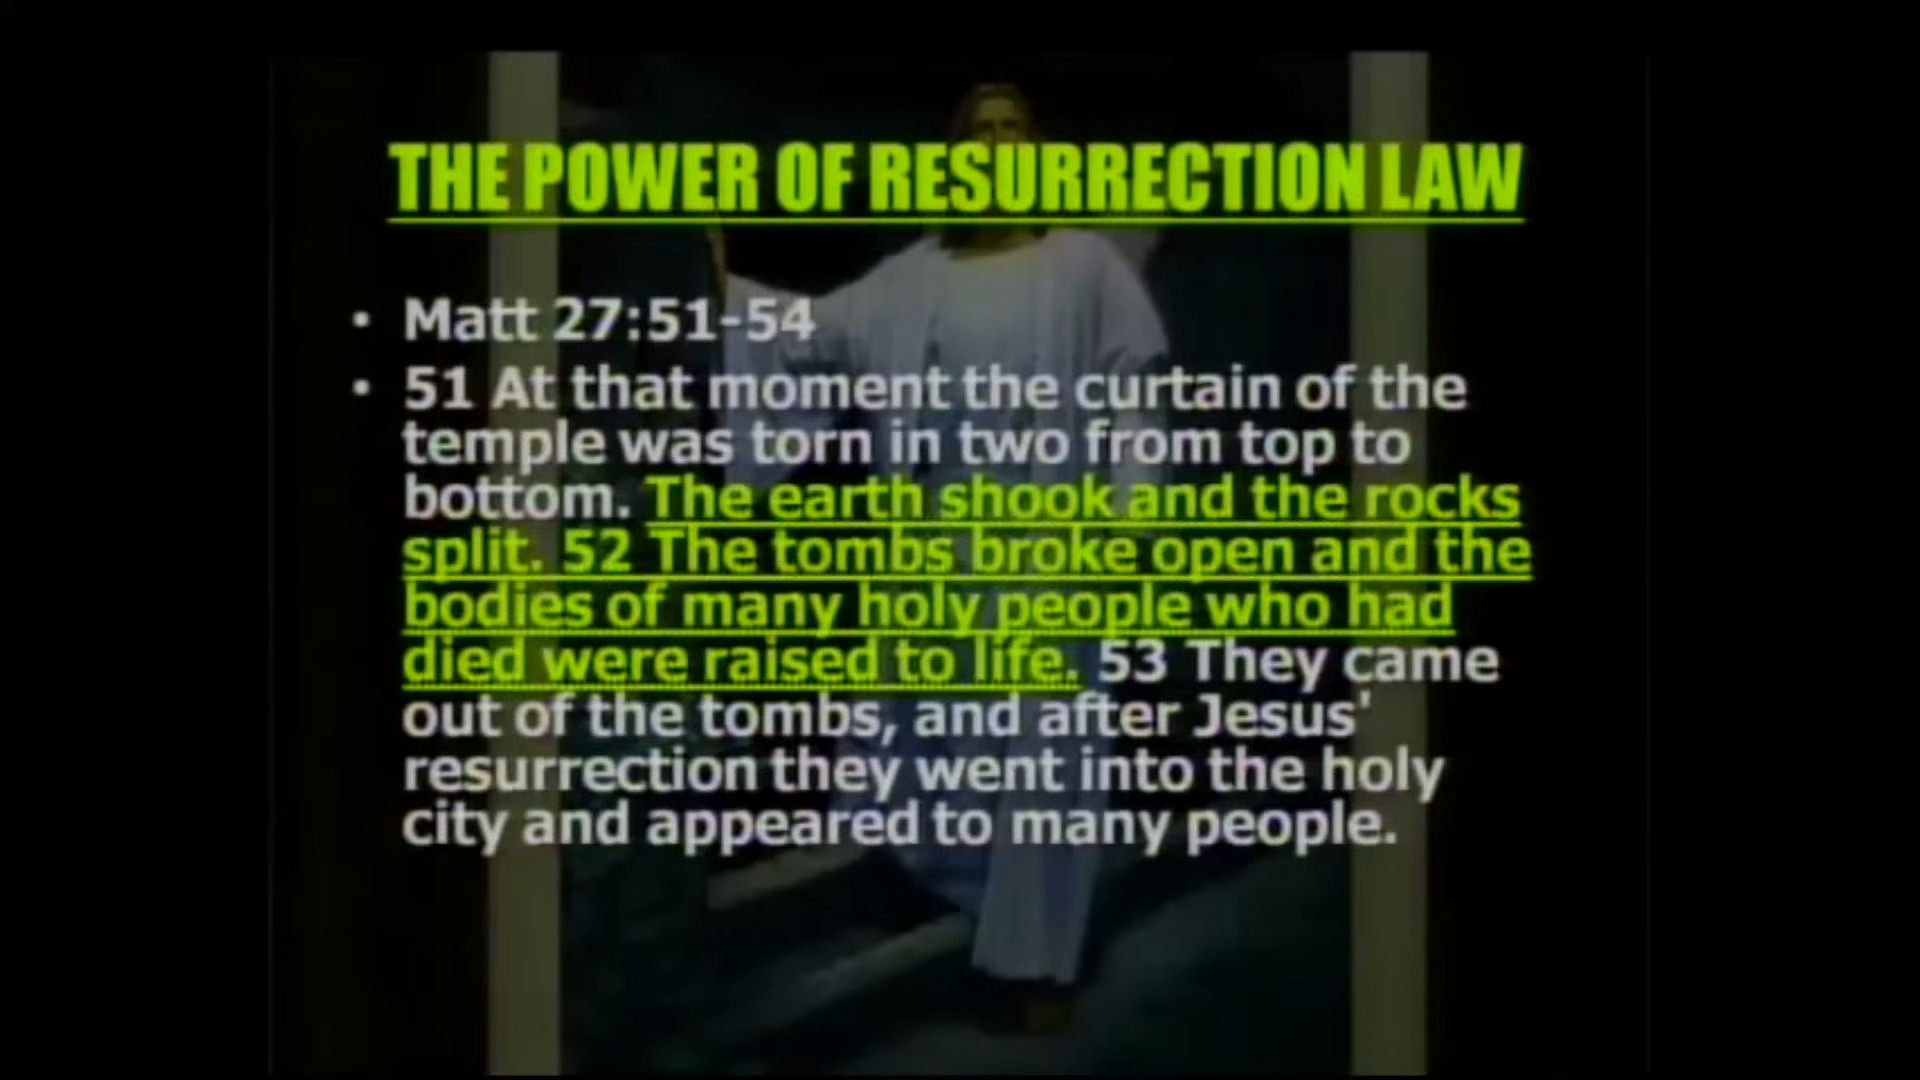 THE POWER OF RESURRECTION LAW
• Matt 27:51-54
• 51 At that moment the curtain of the
temple was torn in two from top to
bottom. The earth shook and the rocks
split. 52 The tombs broke open and the
bodies of many holy people who had
died were raised to life. 53 They came
out of the tombs, and after Jesus'
resurrection they went into the holy
city and appeared to many people.